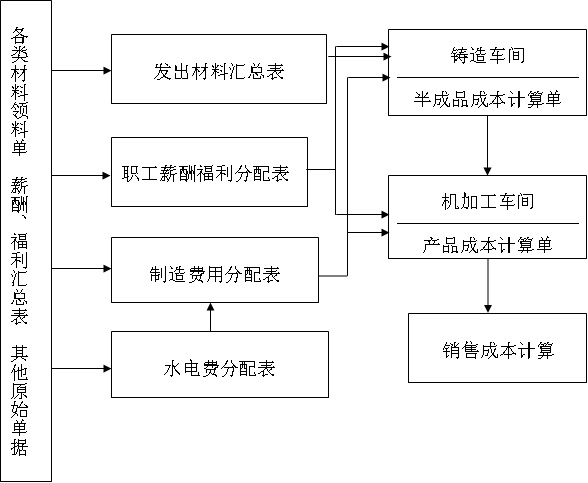 各类材料领料单 薪酬、福利汇总表 其他原始单据
发出材料汇总表
职工薪酬福利分配表
制造费用分配表
水电费分配表
铸造车间
半成品成本计算单
机加工车间
产品成本计算单
销售成本计算